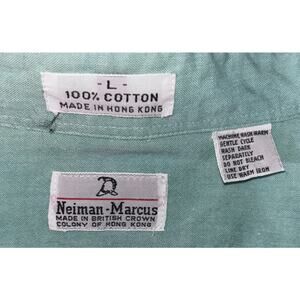 - L -
100% COTTON
MADE IN HONG KONG
MACHINE WASH WARM
GENTLE CYCLE
WASH DARK
SEPARATELY
DO NOT BLEACH
LINE DRY
USE WARM IRON
Neiman-Marcus
MADE IN BRITISH CROWN
COLONY OF HONG KONG